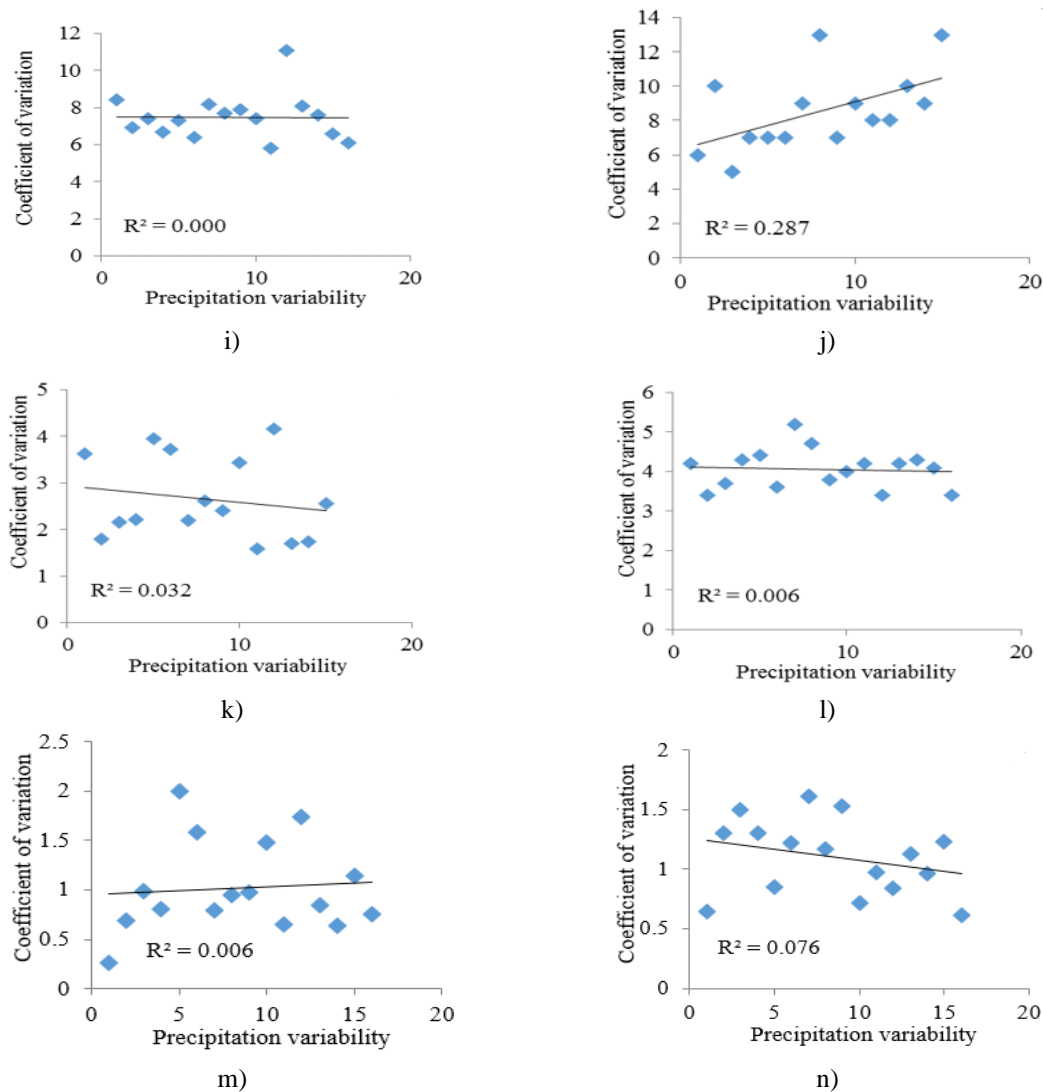 Coefficient of variation
12
10
8
6
4
2
0
R² = 0.000
0
10
20
Precipitation variability
i)
Coefficient of variation
14
12
10
8
6
4
2
0
R² = 0.287
0
10
20
Precipitation variability
j)
Coefficient of variation
5
4
3
2
1
0
R² = 0.032
0
10
20
Precipitation variability
k)
Coefficient of variation
6
5
4
3
2
1
0
R² = 0.006
0
10
20
Precipitation variability
l)
Coefficient of variation
2.5
2
1.5
1
0.5
0
R² = 0.006
0
5
10
15
20
Precipitation variability
m)
Coefficient of variation
2
1.5
1
0.5
0
R² = 0.076
0
5
10
15
20
Precipitation variability
n)